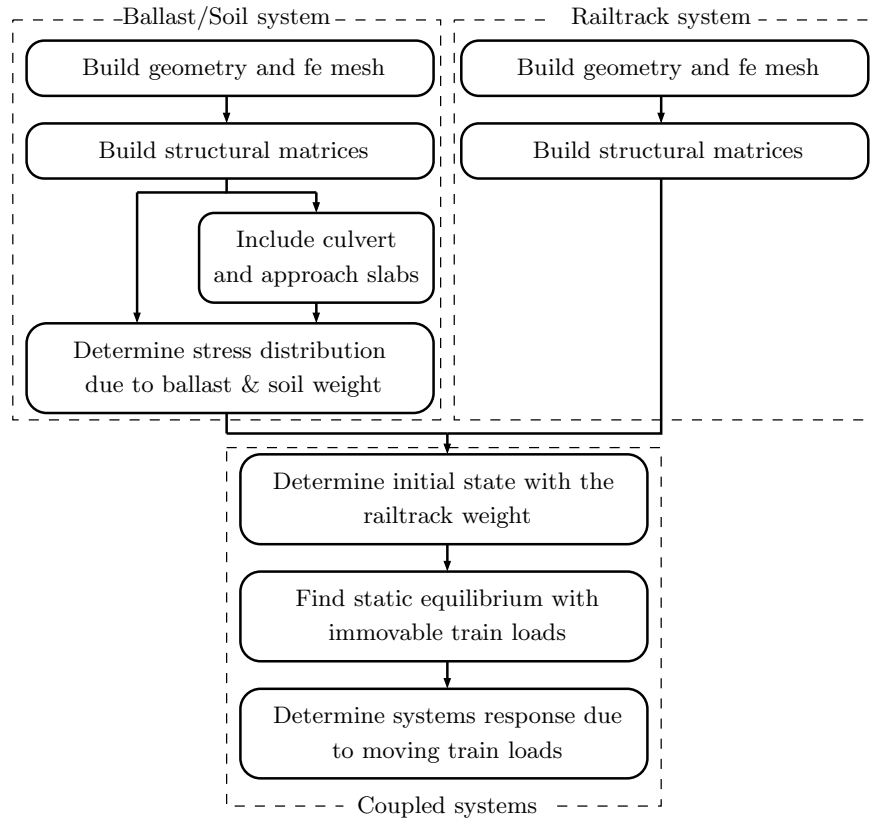 Ballast/Soil system
Build geometry and fe mesh
Build structural matrices
Include culvert
and approach slabs
Determine stress distribution
due to ballast & soil weight
Railtrack system
Build geometry and fe mesh
Build structural matrices
Determine initial state with the
railtrack weight
Find static equilibrium with
immovable train loads
Determine systems response due
to moving train loads
Coupled systems